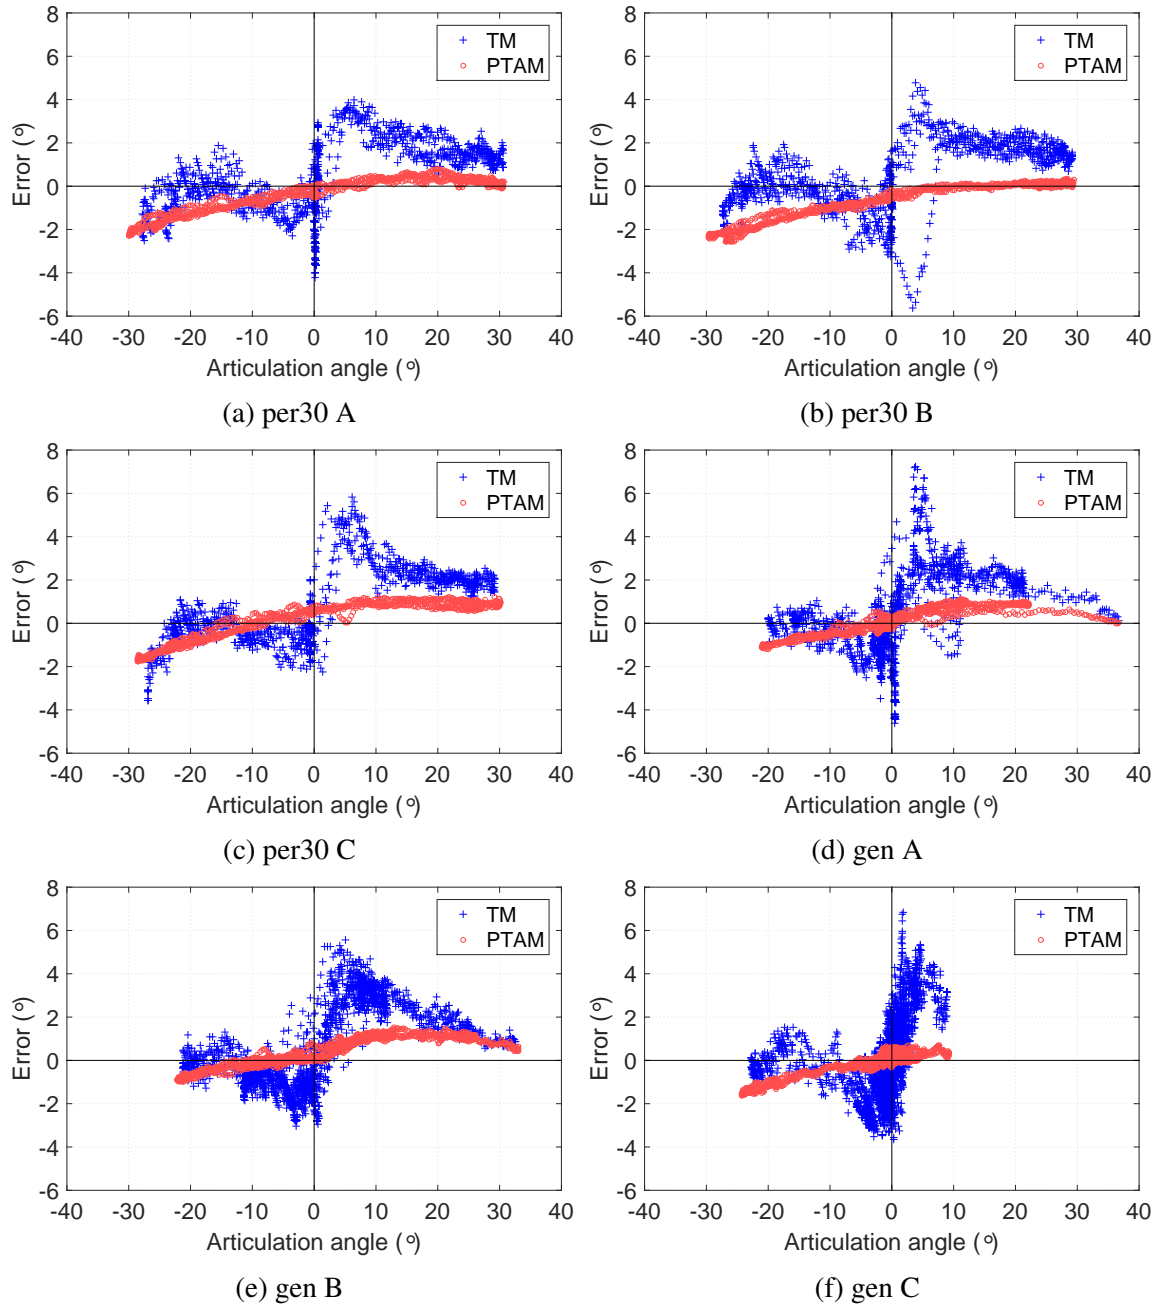 8
6
4
2
0
-2
-4
-6
Error (°)
-40 -30 -20 -10 0 10 20 30 40
Articulation angle (°)
TM
PTAM
(a) per30 A
8
6
4
2
0
-2
-4
-6
Error (°)
-40 -30 -20 -10 0 10 20 30 40
Articulation angle (°)
TM
PTAM
(b) per30 B
8
6
4
2
0
-2
-4
-6
Error (°)
-40 -30 -20 -10 0 10 20 30 40
Articulation angle (°)
TM
PTAM
(c) per30 C
8
6
4
2
0
-2
-4
-6
Error (°)
-40 -30 -20 -10 0 10 20 30 40
Articulation angle (°)
TM
PTAM
(d) gen A
8
6
4
2
0
-2
-4
-6
Error (°)
-40 -30 -20 -10 0 10 20 30 40
Articulation angle (°)
TM
PTAM
(e) gen B
8
6
4
2
0
-2
-4
-6
Error (°)
-40 -30 -20 -10 0 10 20 30 40
Articulation angle (°)
TM
PTAM
(f) gen C